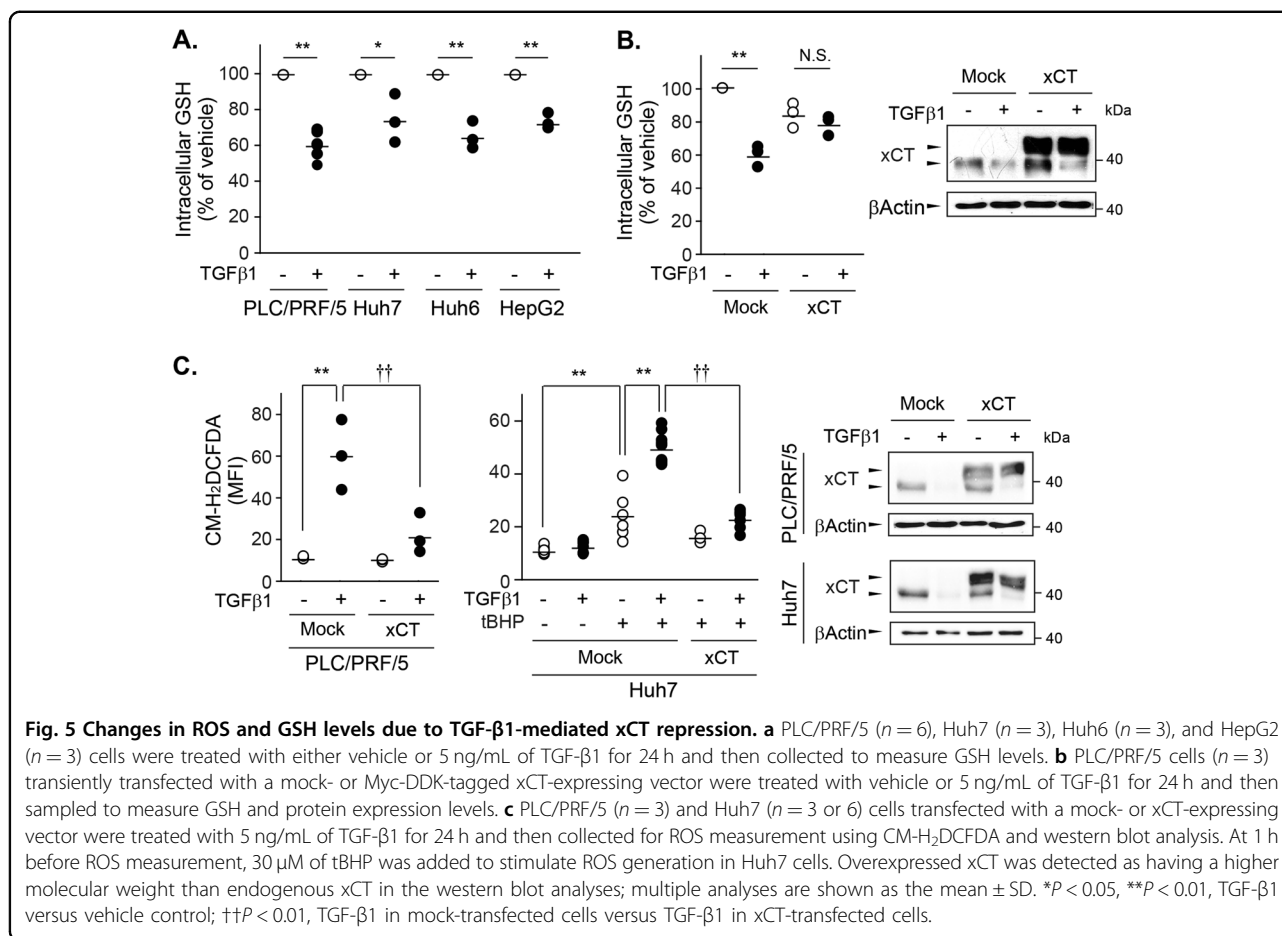 A.
** * ** **
Intracellular GSH
(% of vehicle)
100
80
60
40
20
0
TGFβ1 - + - + - + - +
PLC/PRF/5 Huh7 Huh6 HepG2
B.
** N.S.
Intracellular GSH
(% of vehicle)
100
80
60
40
20
0
TGFβ1 - + - +
Mock xCT
Mock xCT
TGFβ1 - + - + kDa
xCT 40
βActin 40
C.
** ††
CM-H₂DCFDA
(MFI)
80
60
40
20
0
TGFβ1 - + - +
Mock xCT
PLC/PRF/5
** ** ††
60
40
20
0
TGFβ1 - + - + - +
tBHP - - + + + +
Mock xCT
Huh7
Mock xCT
TGFβ1 - + - + kDa
PLC/PRF/5
xCT 40
βActin 40
Huh7
xCT 40
βActin 40
Fig. 5 Changes in ROS and GSH levels due to TGF-β1-mediated xCT repression. a PLC/PRF/5 (n = 6), Huh7 (n = 3), Huh6 (n = 3), and HepG2
(n = 3) cells were treated with either vehicle or 5 ng/mL of TGF-β1 for 24 h and then collected to measure GSH levels. b PLC/PRF/5 cells (n = 3)
transiently transfected with a mock- or Myc-DDK-tagged xCT-expressing vector were treated with vehicle or 5 ng/mL of TGF-β1 for 24 h and then
sampled to measure GSH and protein expression levels. c PLC/PRF/5 (n = 3) and Huh7 (n = 3 or 6) cells transfected with a mock- or xCT-expressing
vector were treated with 5 ng/mL of TGF-β1 for 24 h and then collected for ROS measurement using CM-H₂DCFDA and western blot analysis. At 1 h
before ROS measurement, 30 μM of tBHP was added to stimulate ROS generation in Huh7 cells. Overexpressed xCT was detected as having a higher
molecular weight than endogenous xCT in the western blot analyses; multiple analyses are shown as the mean ± SD. *P < 0.05, **P < 0.01, TGF-β1
versus vehicle control; ††P < 0.01, TGF-β1 in mock-transfected cells versus TGF-β1 in xCT-transfected cells.